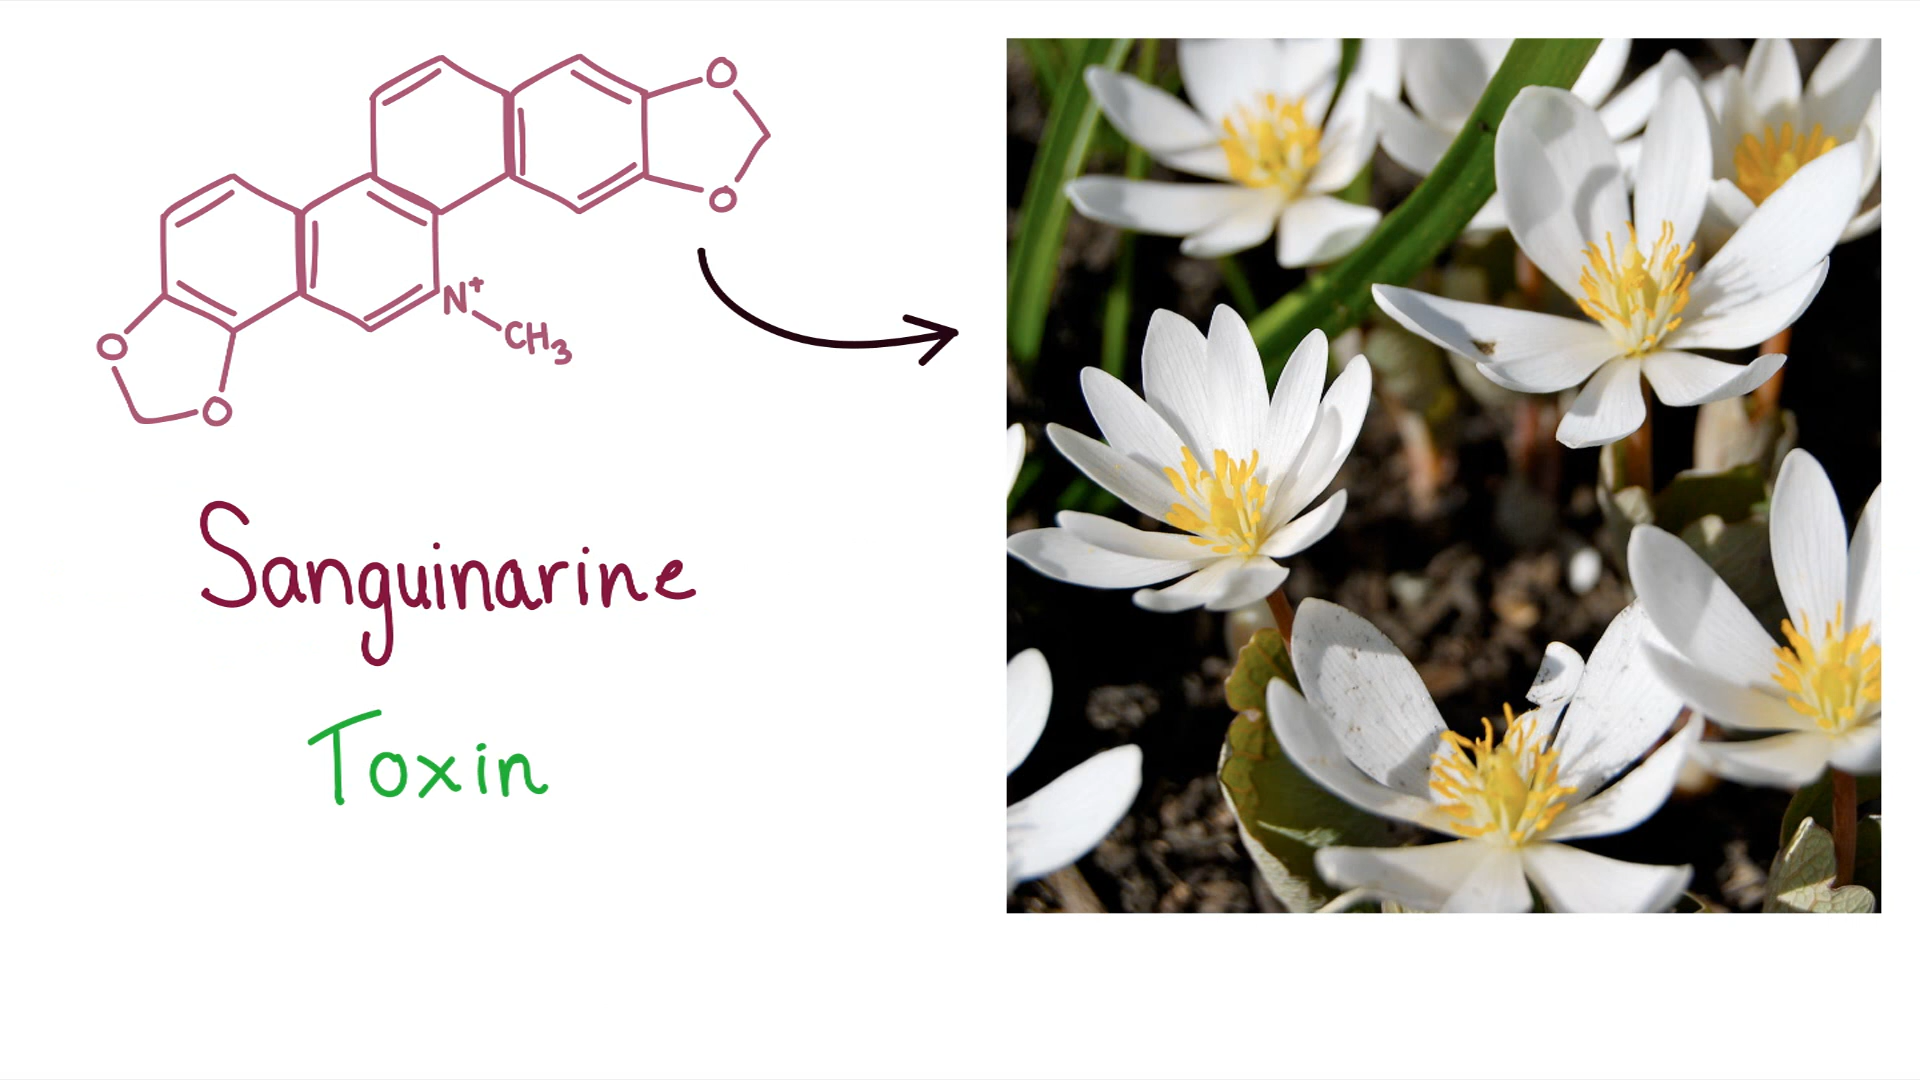 O
O
N⁺
CH₃
O
O
Sanguinarine
Toxin